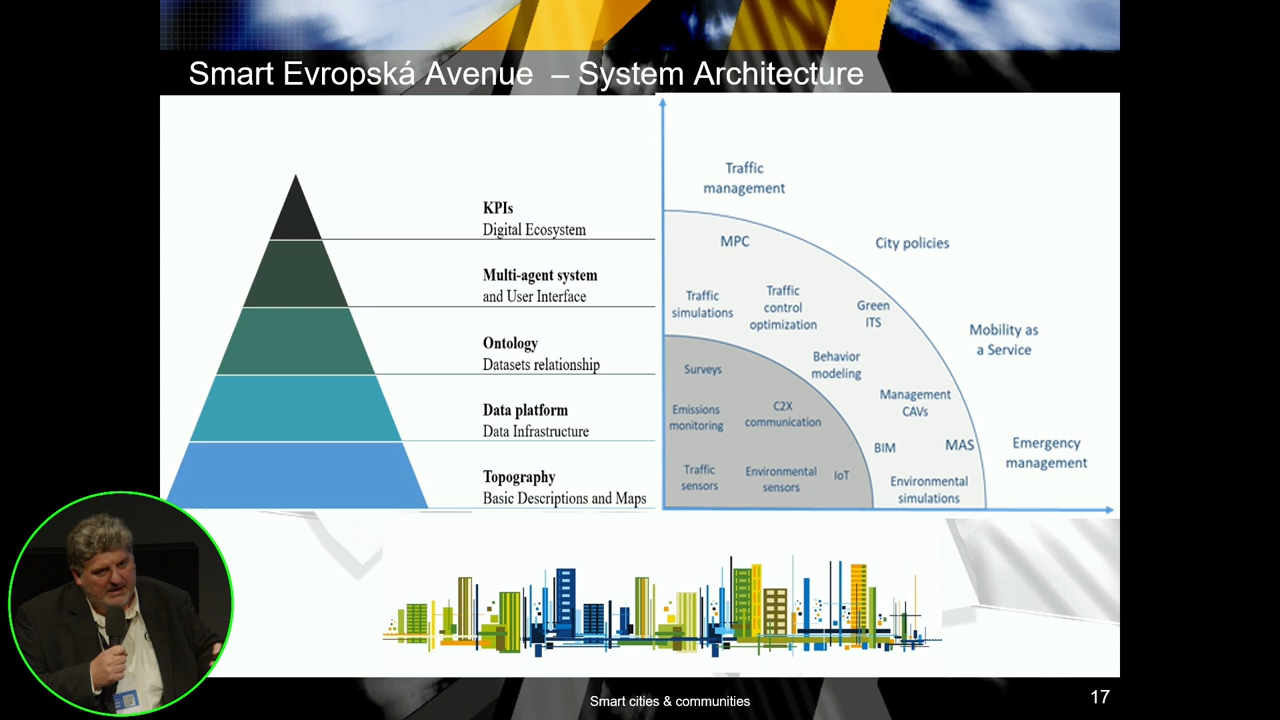 Smart Evropská Avenue – System Architecture
KPIs
Digital Ecosystem
Multi-agent system
and User Interface
Ontology
Datasets relationship
Data platform
Data Infrastructure
Topography
Basic Descriptions and Maps
Traffic
management
MPC
City policies
Traffic
simulations
Traffic
control
optimization
Green
ITS
Mobility as
a Service
Behavior
modeling
Surveys
Management
CAVs
Emissions
monitoring
C2X
communication
BIM
MAS
Emergency
management
Traffic
sensors
Environmental
sensors
IoT
Environmental
simulations
Smart cities & communities
17